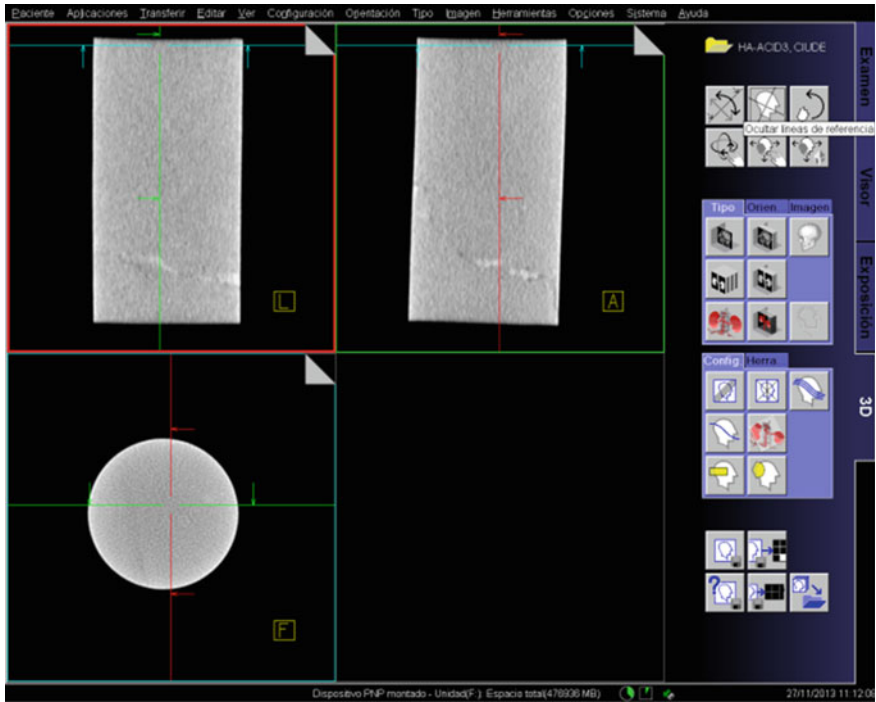 Paciente Aplicaciones Transferir Editar Ver Configuración Orientación Tipo Imagen Herramientas Opciones Sistema Ayuda
HA-ACID3, CIUDE
Ocultar líneas de referencia
Examen
Visor
Exposición
3D
Tipo Orien... Imagen
Config. Herra...
L
A
F
Dispositivo PNP montado - Unidad(F:) Espacio total(476936 MB)
27/11/2013 11:12:08